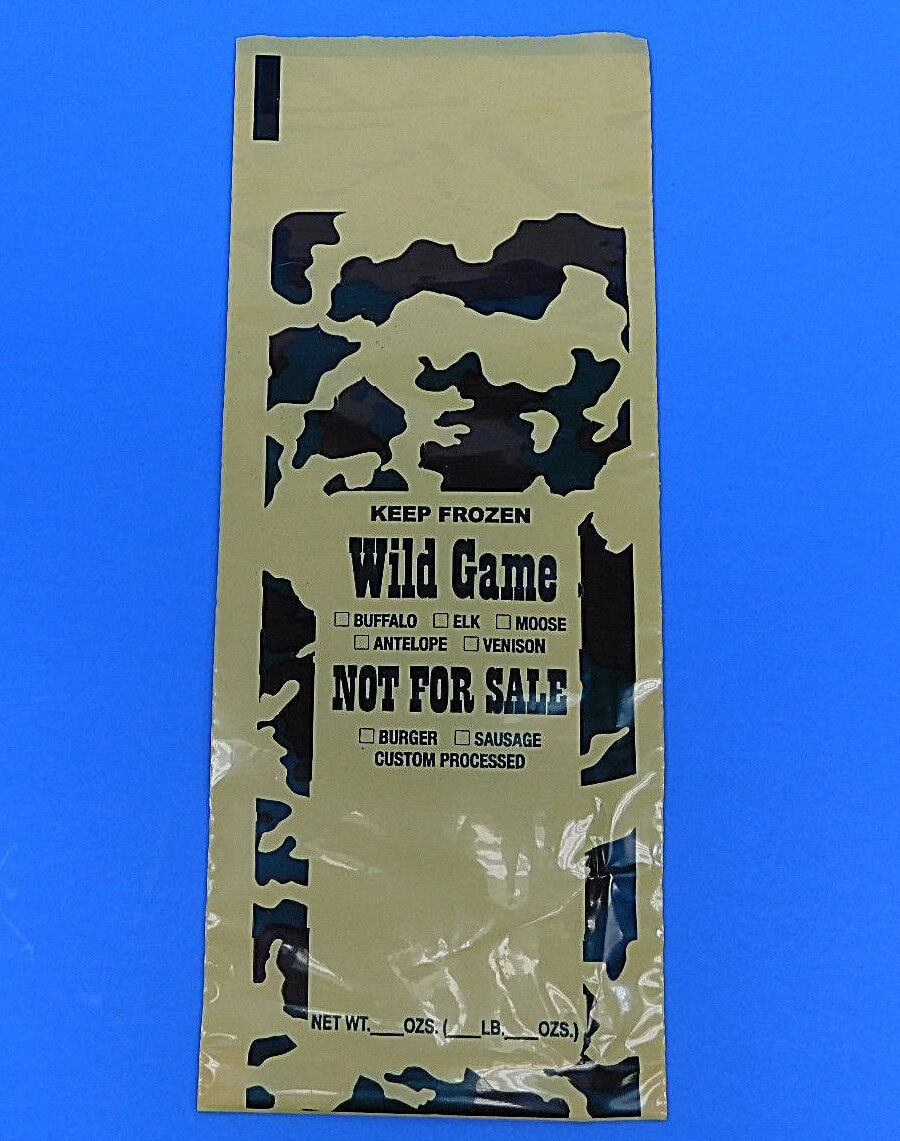 KEEP FROZEN
Wild Game
☐ BUFFALO ☐ ELK ☐ MOOSE
☐ ANTELOPE ☐ VENISON
NOT FOR SALE
☐ BURGER ☐ SAUSAGE
CUSTOM PROCESSED
NET WT.___OZS. (___LB.___OZS.)